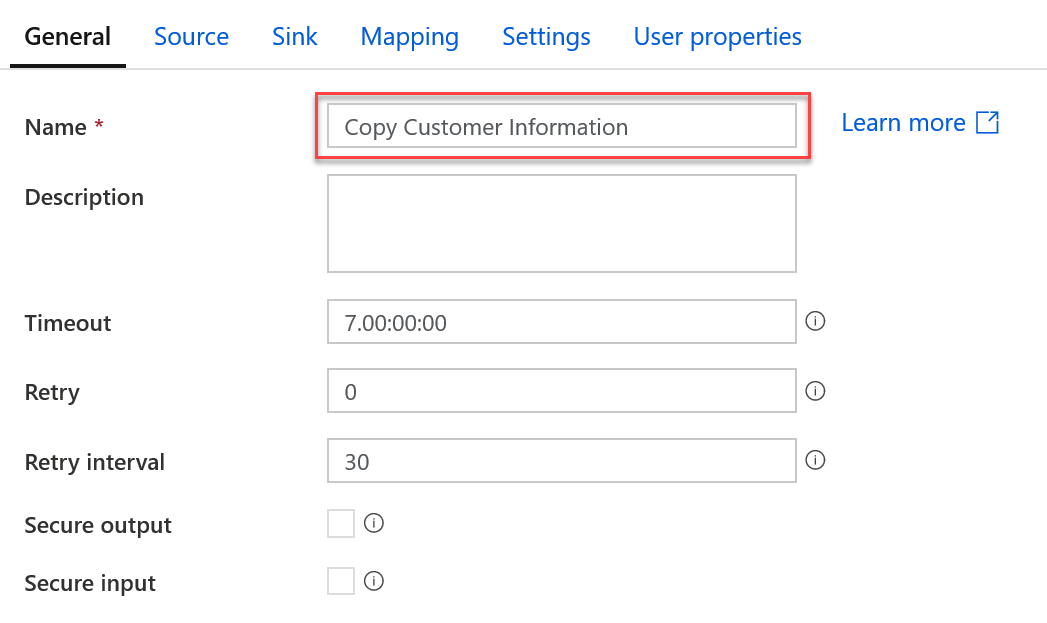 General Source Sink Mapping Settings User properties
Name * Copy Customer Information Learn more
Description
Timeout 7.00:00:00
Retry 0
Retry interval 30
Secure output
Secure input